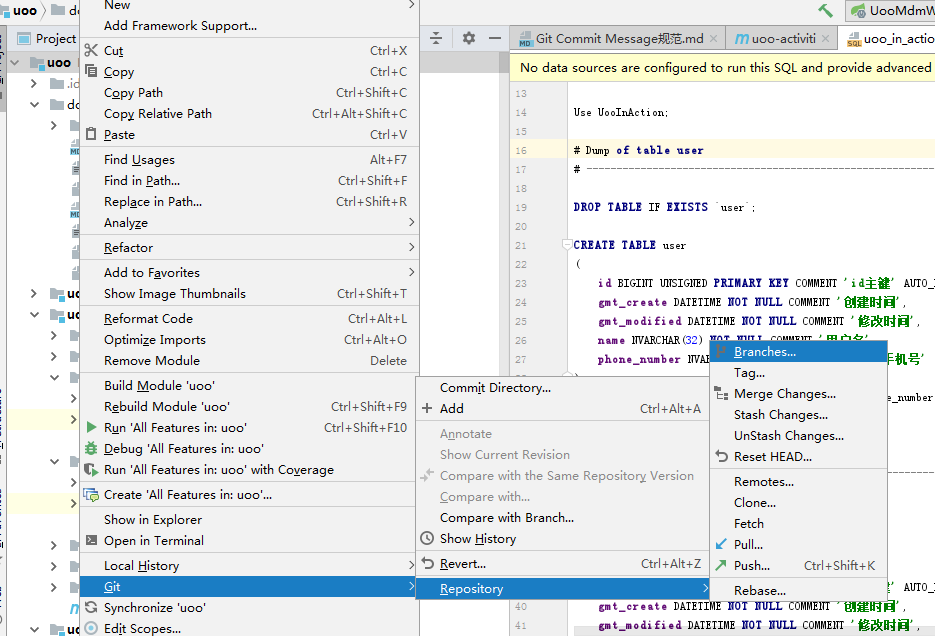 uoo
do
UooMdmW
Project
Git Commit Message规范.md
uoo-activiti
uoo_in_actio
uoo
No data sources are configured to run this SQL and provide advanced
New
Add Framework Support...
Cut Ctrl+X
Copy Ctrl+C
Copy Path Ctrl+Shift+C
Copy Relative Path Ctrl+Alt+Shift+C
Paste Ctrl+V
Find Usages Alt+F7
Find in Path... Ctrl+Shift+F
Replace in Path... Ctrl+Shift+R
Analyze
Refactor
Add to Favorites
Show Image Thumbnails Ctrl+Shift+T
Reformat Code Ctrl+Alt+L
Optimize Imports Ctrl+Alt+O
Remove Module Delete
Build Module 'uoo'
Rebuild Module 'uoo' Ctrl+Shift+F9
Run 'All Features in: uoo' Ctrl+Shift+F10
Debug 'All Features in: uoo'
Run 'All Features in: uoo' with Coverage
Create 'All Features in: uoo'...
Show in Explorer
Open in Terminal
Local History
Git
Synchronize 'uoo'
Edit Scopes...
Commit Directory...
Add Ctrl+Alt+A
Annotate
Show Current Revision
Compare with the Same Repository Version
Compare with...
Compare with Branch...
Show History
Revert... Ctrl+Alt+Z
Repository
Branches...
Tag...
Merge Changes...
Stash Changes...
UnStash Changes...
Reset HEAD...
Remotes...
Clone...
Fetch
Pull...
Push... Ctrl+Shift+K
Rebase...
13
14 Use UooInAction;
15
16 # Dump of table user
17 # ------------------------------------------------------------
18
19 DROP TABLE IF EXISTS `user`;
20
21 CREATE TABLE user
22 (
23 id BIGINT UNSIGNED PRIMARY KEY COMMENT 'id主键' AUTO_
24 gmt_create DATETIME NOT NULL COMMENT '创建时间',
25 gmt_modified DATETIME NOT NULL COMMENT '修改时间',
26 name NVARCHAR(32) NOT NULL COMMENT '用户名'
27 phone_number NVAR 手机号'
e_number
AUTO_
40 gmt_create DATETIME NOT NULL COMMENT '创建时间',
41 gmt_modified DATETIME NOT NULL COMMENT '修改时间',